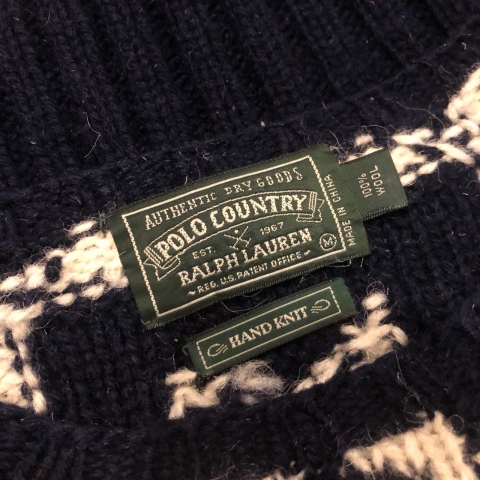 AUTHENTIC DRY GOODS
POLO COUNTRY
EST. 1967
RALPH LAUREN M
REG. U.S. PATENT OFFICE
MADE IN CHINA
100%
WOOL
HAND KNIT